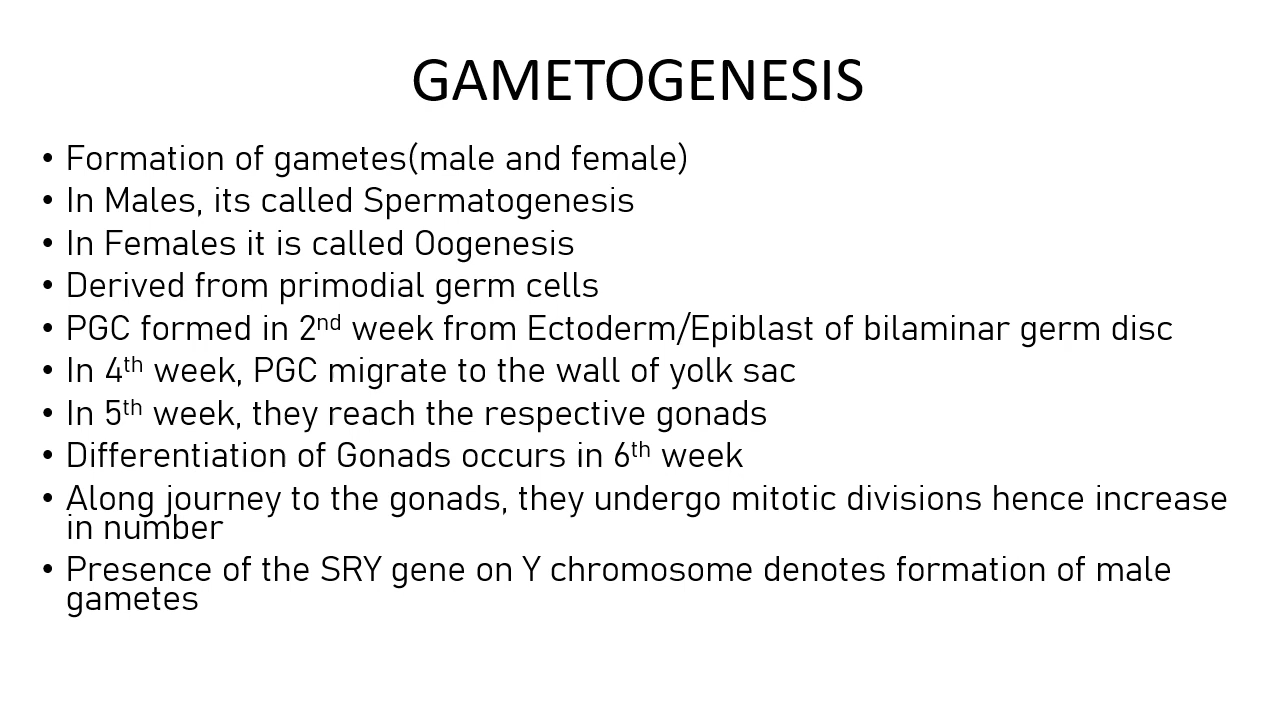 GAMETOGENESIS
• Formation of gametes(male and female)
• In Males, its called Spermatogenesis
• In Females it is called Oogenesis
• Derived from primodial germ cells
• PGC formed in 2nd week from Ectoderm/Epiblast of bilaminar germ disc
• In 4th week, PGC migrate to the wall of yolk sac
• In 5th week, they reach the respective gonads
• Differentiation of Gonads occurs in 6th week
• Along journey to the gonads, they undergo mitotic divisions hence increase
in number
• Presence of the SRY gene on Y chromosome denotes formation of male
gametes